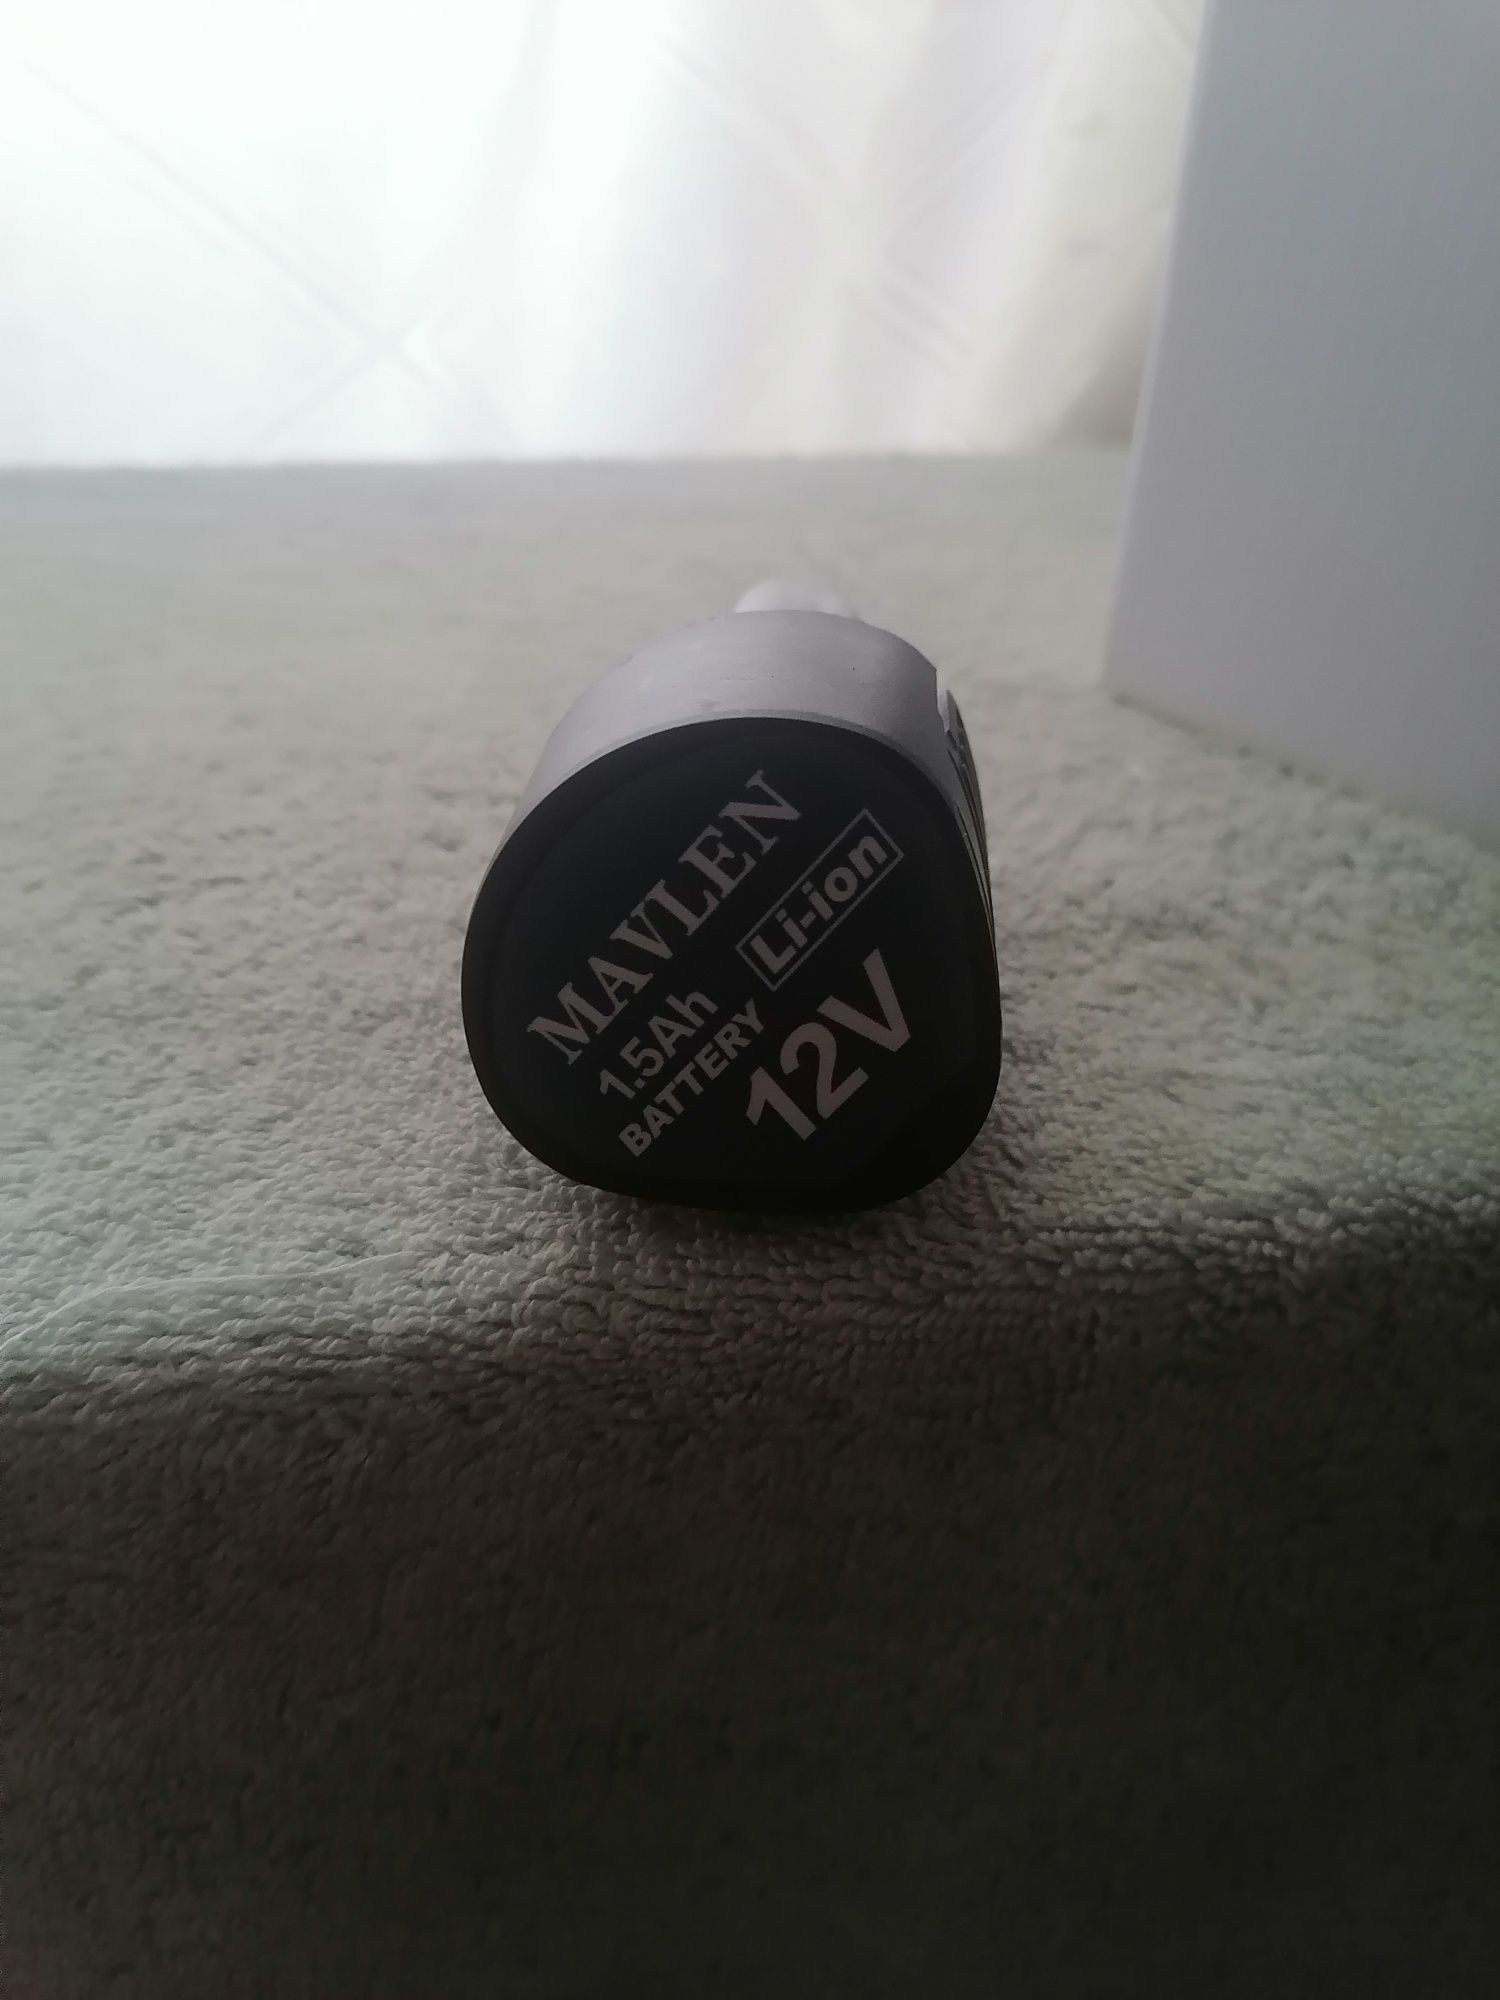 MAVLEN
1.5Ah
BATTERY
Li-ion
12V